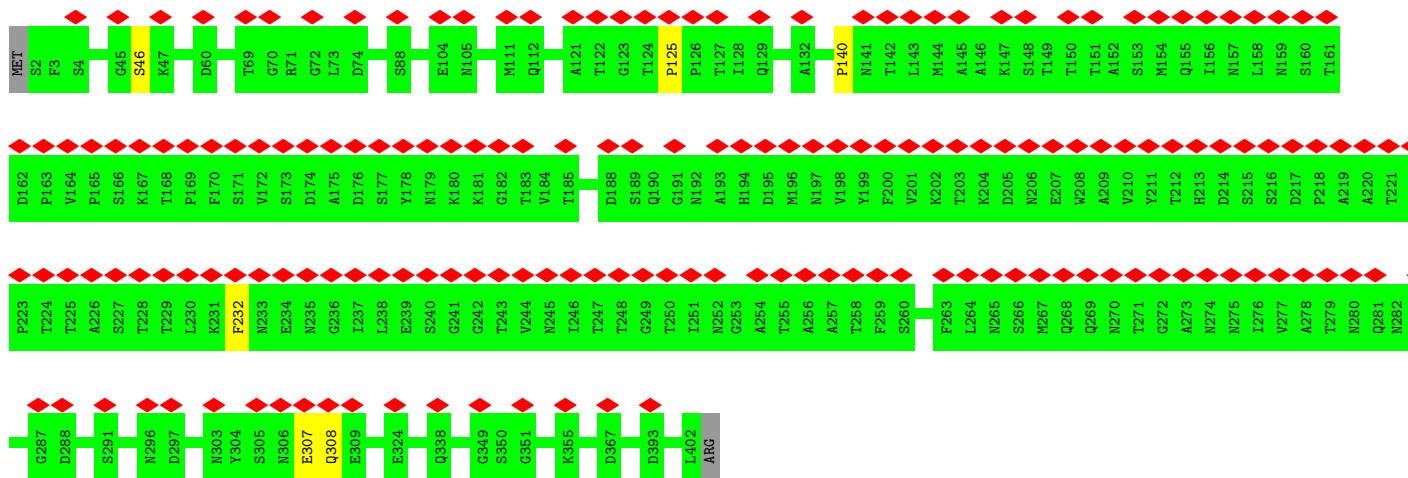 MET S2 F3 S4 G45 S46 K47 D60 T69 G70 R71 G72 L73 D74 S88 E104 N105 M111 Q112 A121 T122 G123 T124 P125 P126 T127 I128 Q129 A132 P140 N141 T142 L143 M144 A145 A146 K147 S148 T149 T150 T151 A152 S153 M154 Q155 I156 N157 L158 N159 S160 T161
D162 P163 V164 P165 S166 K167 T168 P169 F170 S171 V172 S173 D174 A175 D176 S177 Y178 N179 K180 K181 G182 T183 V184 T185 D188 S189 Q190 G191 N192 A193 H194 D195 M196 N197 V198 Y199 F200 V201 K202 T203 K204 D205 N206 E207 W208 A209 V210 Y211 T212 H213 D214 S215 S216 D217 P218 A219 A220 T221
P223 T224 T225 A226 S227 T228 T229 L230 K231 F232 N233 E234 N235 G236 I237 L238 E239 S240 G241 G242 T243 V244 N245 I246 T247 T248 G249 T250 I251 N252 G253 A254 T255 A256 A257 T258 F259 S260 F263 L264 N265 S266 M267 Q268 Q269 N270 T271 G272 A273 N274 N275 I276 V277 A278 T279 N280 Q281 N282
G287 D288 S291 N296 D297 N303 Y304 S305 N306 E307 Q308 E309 E324 Q338 G349 S350 G351 K355 D367 D393 L402 ARG